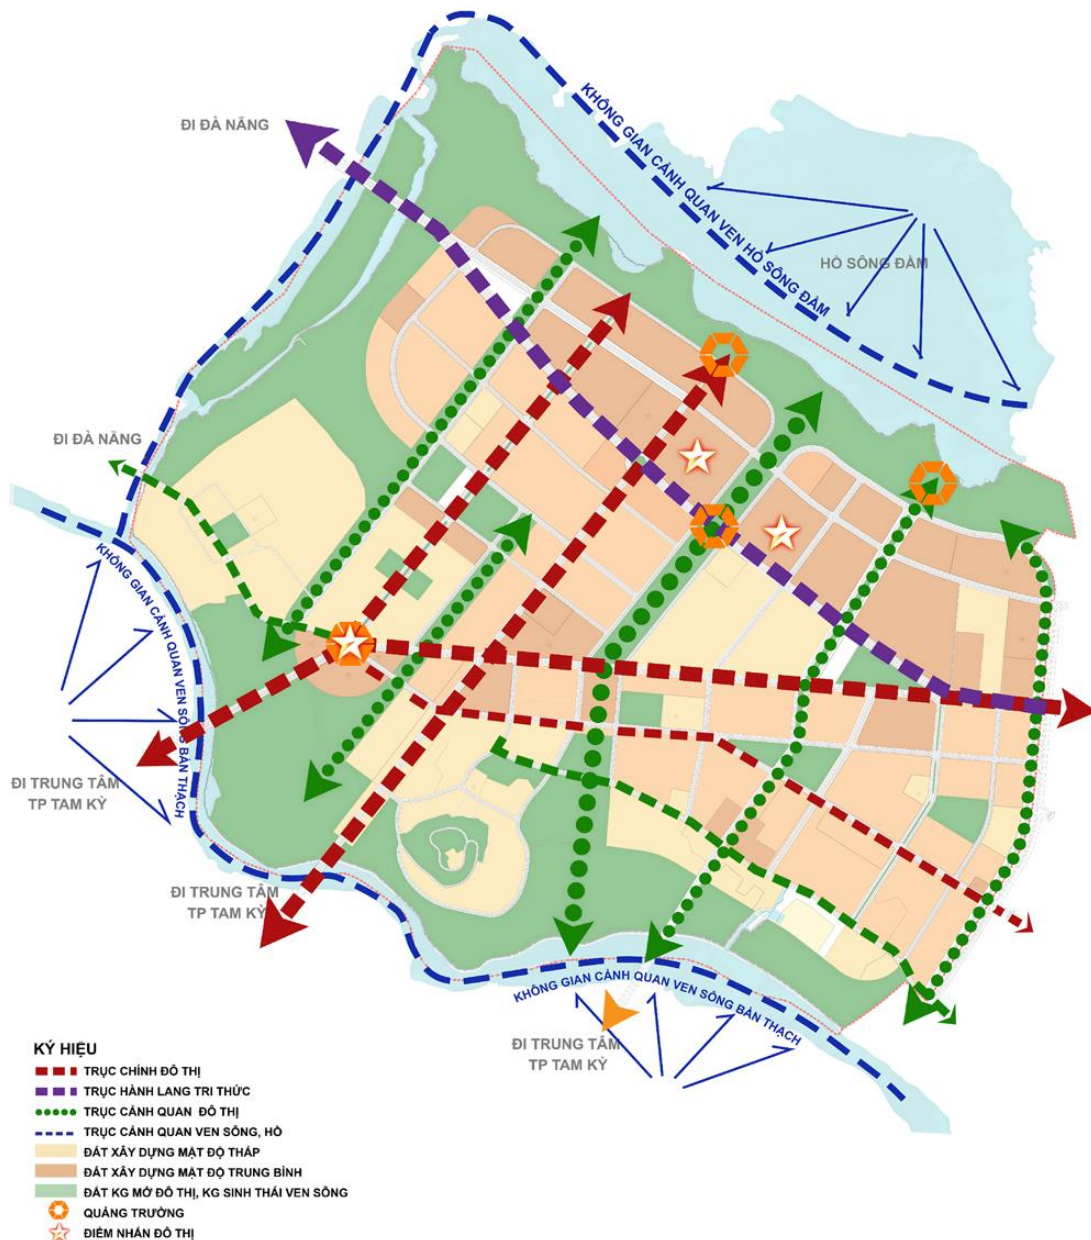 KHÔNG GIAN CẢNH QUAN VEN HỒ SÔNG ĐẦM
ĐI ĐÀ NẴNG
HỒ SÔNG ĐẦM
ĐI ĐÀ NẴNG
KHÔNG GIAN CẢNH QUAN VEN SÔNG BÀN THẠCH
ĐI TRUNG TÂM
TP TAM KỲ
ĐI TRUNG TÂM
TP TAM KỲ
KHÔNG GIAN CẢNH QUAN VEN SÔNG BÀN THẠCH
ĐI TRUNG TÂM
TP TAM KỲ
KÝ HIỆU
TRỤC CHÍNH ĐÔ THỊ
TRỤC HÀNH LANG TRI THỨC
TRỤC CẢNH QUAN ĐÔ THỊ
TRỤC CẢNH QUAN VEN SÔNG, HỒ
ĐẤT XÂY DỰNG MẬT ĐỘ THẤP
ĐẤT XÂY DỰNG MẬT ĐỘ TRUNG BÌNH
ĐẤT KG MỞ ĐÔ THỊ, KG SINH THÁI VEN SÔNG
QUẢNG TRƯỜNG
ĐIỂM NHẤN ĐÔ THỊ